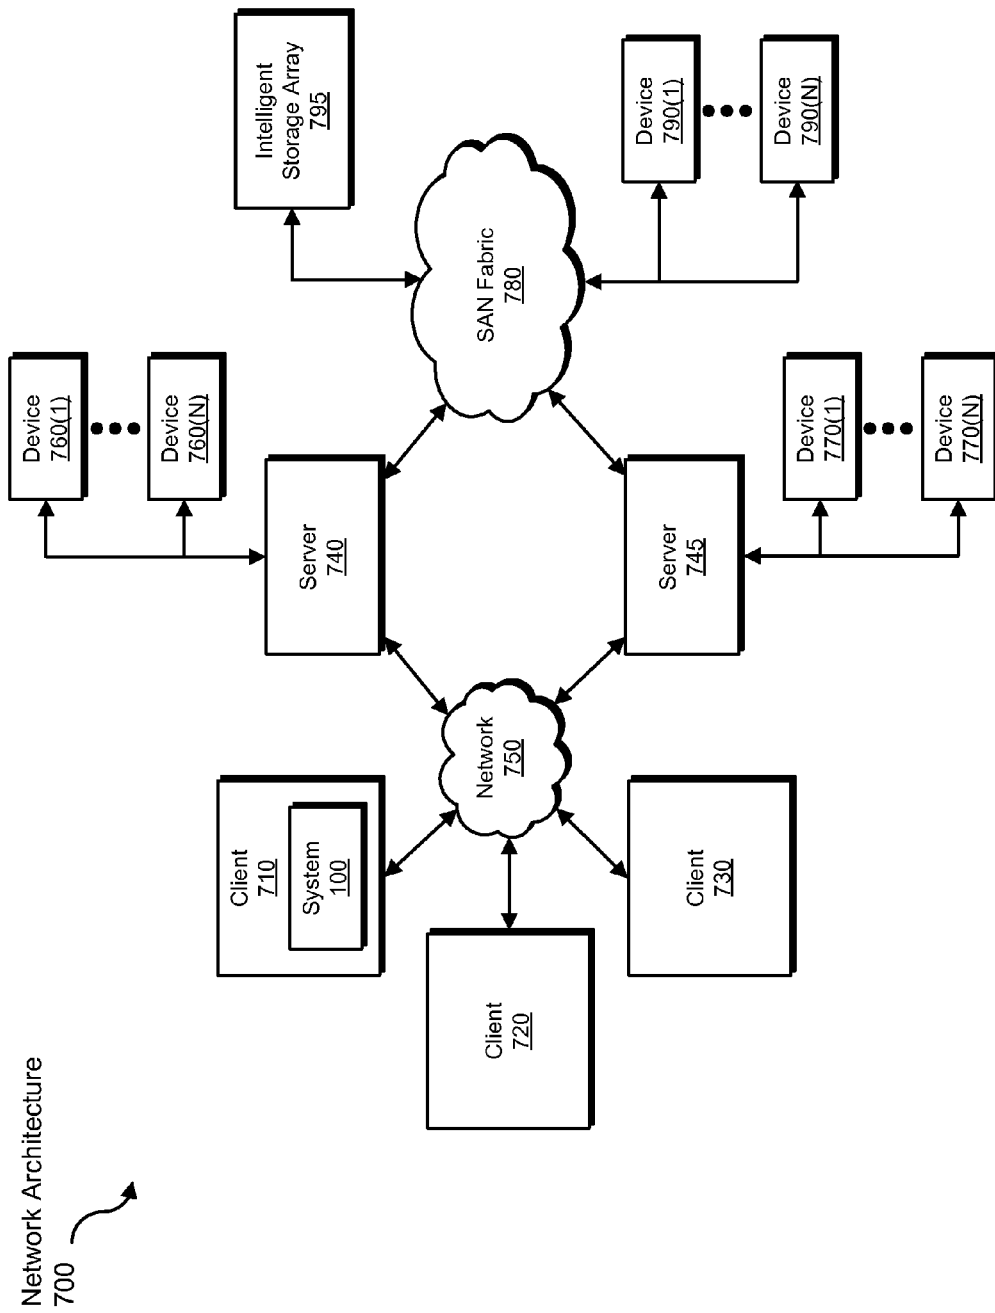 Network Architecture
700
Client
710
System
100
Client
720
Client
730
Network
750
Server
740
Server
745
Device
760(1)
Device
760(N)
Device
770(1)
Device
770(N)
SAN Fabric
780
Intelligent
Storage Array
795
Device
790(1)
Device
790(N)